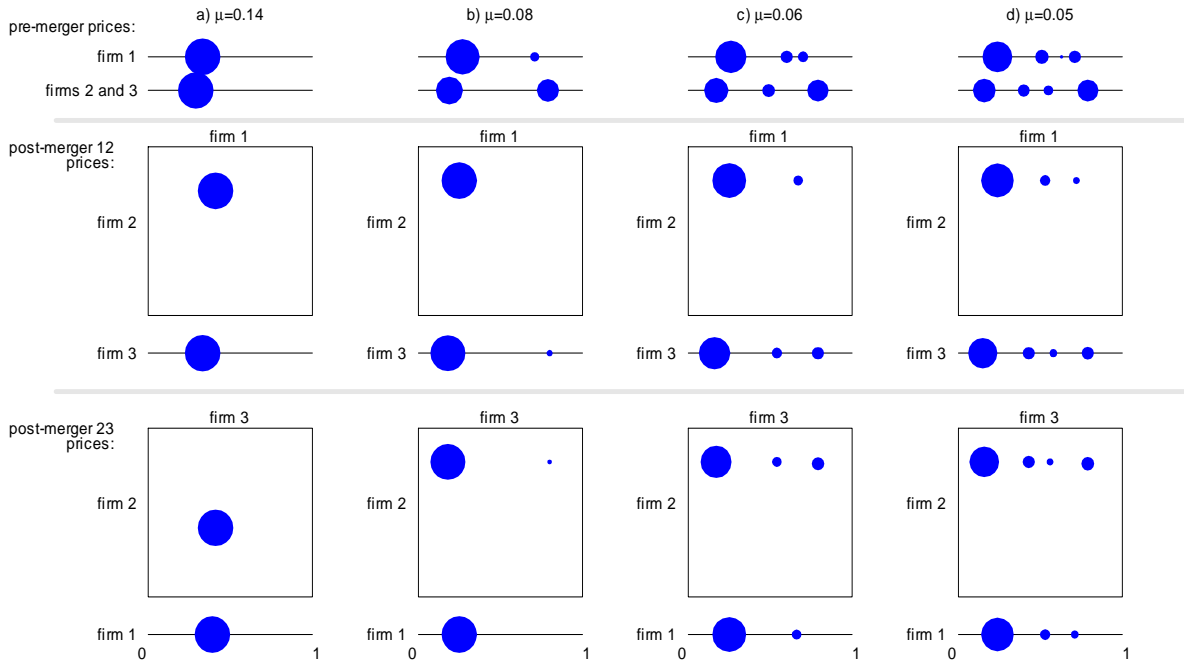 a) μ=0.14
b) μ=0.08
c) μ=0.06
d) μ=0.05
pre-merger prices:
firm 1
firms 2 and 3
firm 1
firm 1
firm 1
firm 1
post-merger 12
prices:
firm 2
firm 2
firm 2
firm 2
firm 3
firm 3
firm 3
firm 3
firm 3
firm 3
firm 3
firm 3
post-merger 23
prices:
firm 2
firm 2
firm 2
firm 2
firm 1
firm 1
firm 1
firm 1
0
1
0
1
0
1
0
1